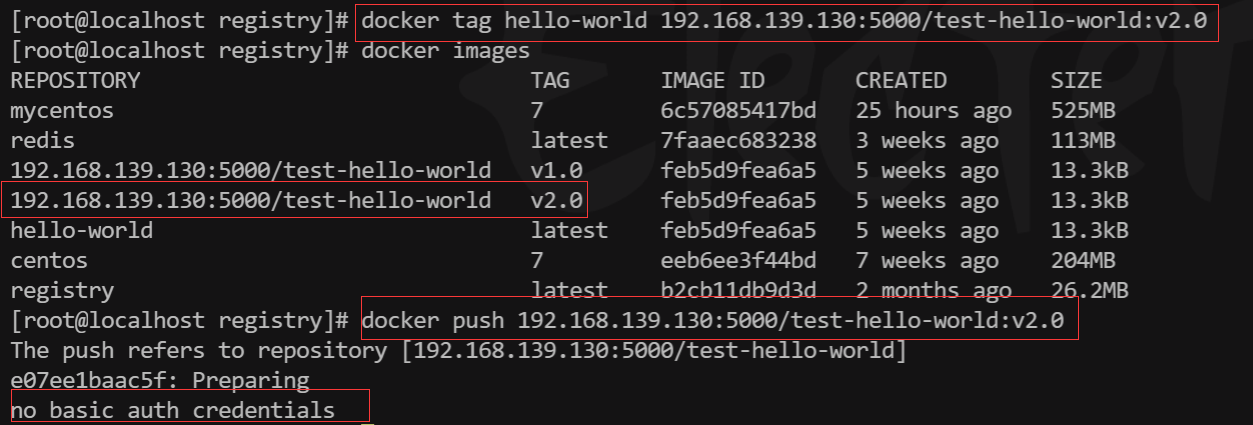 [root@localhost registry]# docker tag hello-world 192.168.139.130:5000/test-hello-world:v2.0
[root@localhost registry]# docker images
REPOSITORY TAG IMAGE ID CREATED SIZE
mycentos 7 6c57085417bd 25 hours ago 525MB
redis latest 7faaec683238 3 weeks ago 113MB
192.168.139.130:5000/test-hello-world v1.0 feb5d9fea6a5 5 weeks ago 13.3kB
192.168.139.130:5000/test-hello-world v2.0 feb5d9fea6a5 5 weeks ago 13.3kB
hello-world latest feb5d9fea6a5 5 weeks ago 13.3kB
centos 7 eeb6ee3f44bd 7 weeks ago 204MB
registry latest b2cb11db9d3d 2 months ago 26.2MB
[root@localhost registry]# docker push 192.168.139.130:5000/test-hello-world:v2.0
The push refers to repository [192.168.139.130:5000/test-hello-world]
e07ee1baac5f: Preparing
no basic auth credentials